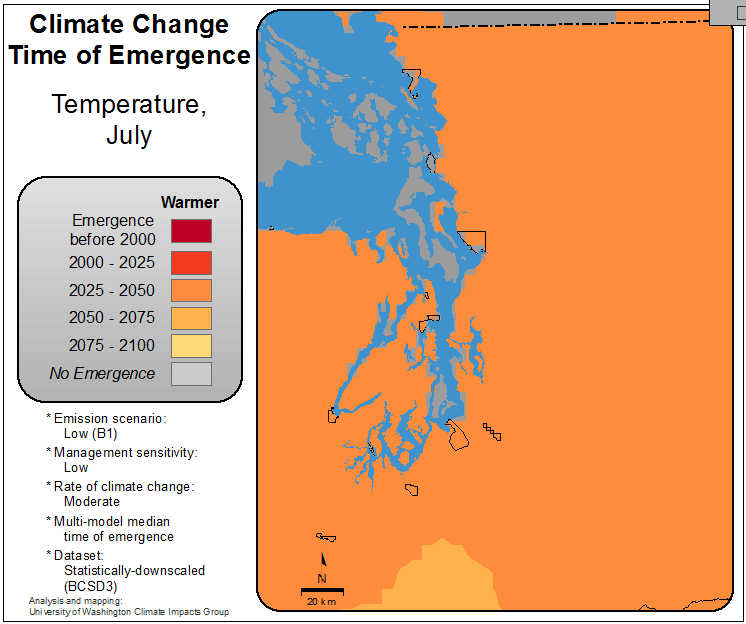 Climate Change
Time of Emergence
Temperature,
July
Warmer
Emergence
before 2000
2000 - 2025
2025 - 2050
2050 - 2075
2075 - 2100
No Emergence
* Emission scenario:
Low (B1)
* Management sensitivity:
Low
* Rate of climate change:
Moderate
* Multi-model median
time of emergence
* Dataset:
Statistically-downscaled
(BCSD3)
Analysis and mapping:
University of Washington Climate Impacts Group
N
20 km